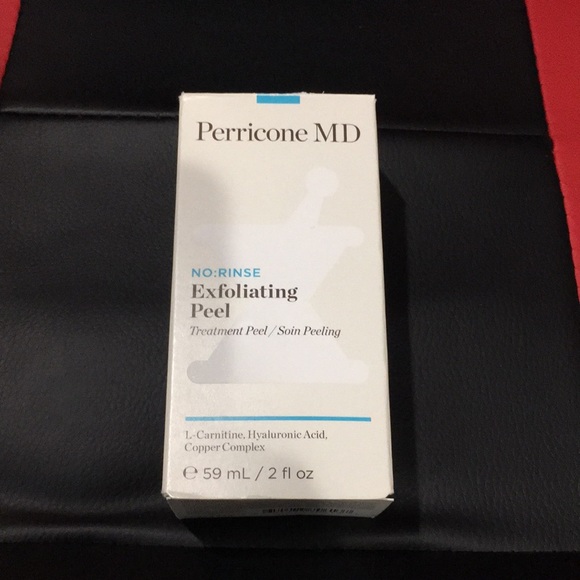 Perricone MD
NO:RINSE
Exfoliating
Peel
Treatment Peel / Soin Peeling
L-Carnitine, Hyaluronic Acid,
Copper Complex
℮ 59 mL / 2 fl oz